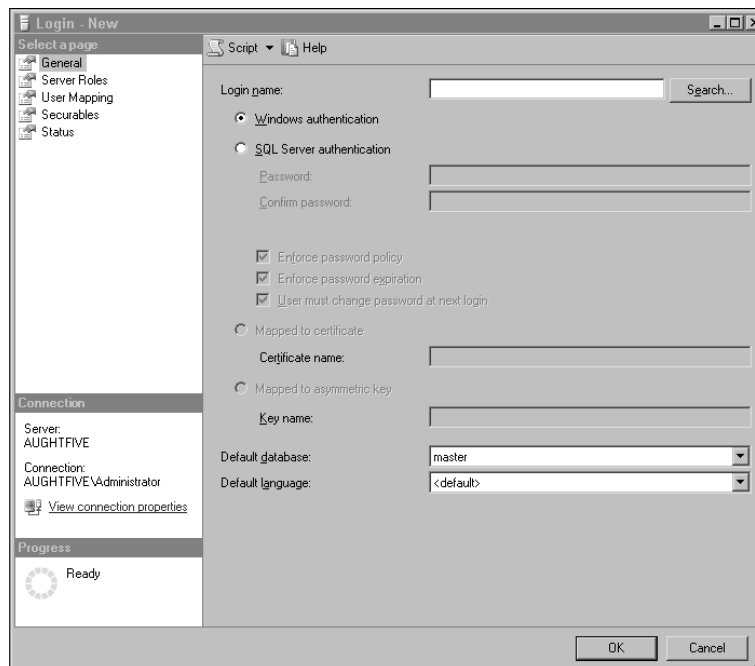 Login - New
Select a page
General
Server Roles
User Mapping
Securables
Status
Script
Help
Login name:
Search...
Windows authentication
SQL Server authentication
Password:
Confirm password:
Enforce password policy
Enforce password expiration
User must change password at next login
Mapped to certificate
Certificate name:
Mapped to asymmetric key
Key name:
Default database:
master
Default language:
<default>
Connection
Server:
AUGHTFIVE
Connection:
AUGHTFIVE\Administrator
View connection properties
Progress
Ready
OK
Cancel